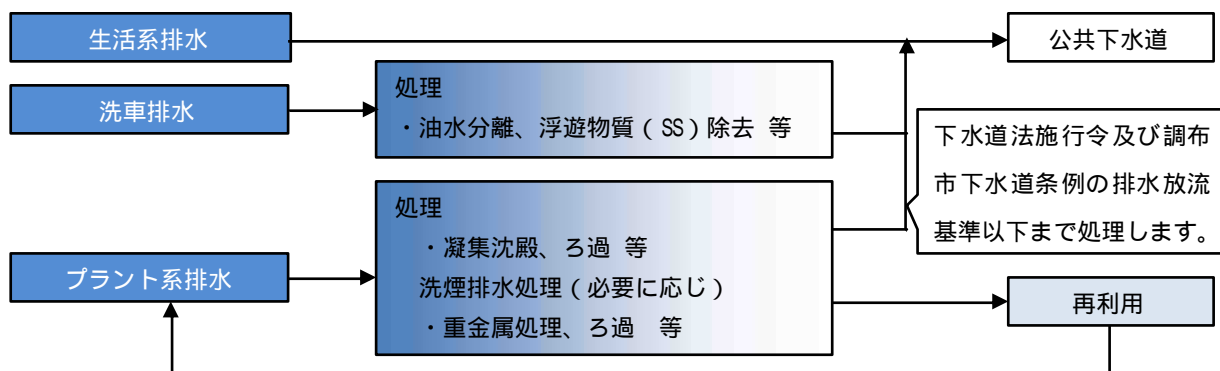 生活系排水
公共下水道
洗車排水
処理
・油水分離、浮遊物質（SS）除去 等
下水道法施行令及び調布
市下水道条例の排水放流
基準以下まで処理します。
プラント系排水
処理
・凝集沈殿、ろ過 等
洗煙排水処理（必要に応じ）
・重金属処理、ろ過　等
再利用